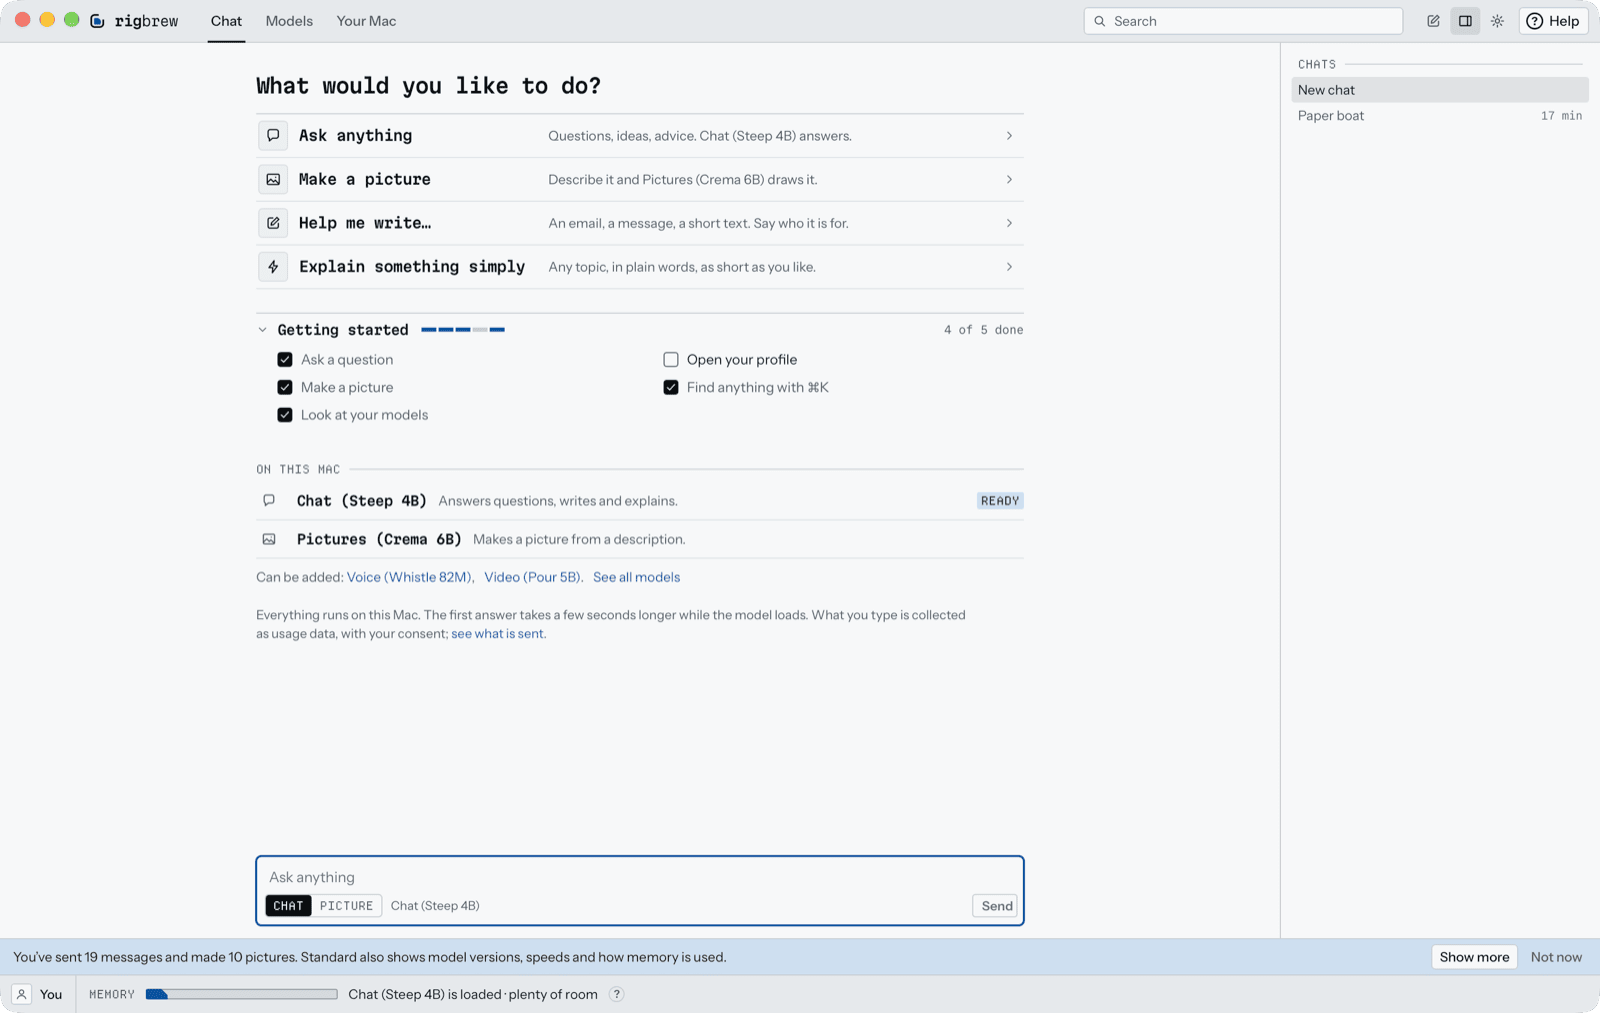 rigbrew Chat Models Your Mac Search Help
CHATS
New chat
Paper boat 17 min
What would you like to do?
Ask anything Questions, ideas, advice. Chat (Steep 4B) answers.
Make a picture Describe it and Pictures (Crema 6B) draws it.
Help me write… An email, a message, a short text. Say who it is for.
Explain something simply Any topic, in plain words, as short as you like.
Getting started 4 of 5 done
Ask a question Open your profile
Make a picture Find anything with ⌘K
Look at your models
ON THIS MAC
Chat (Steep 4B) Answers questions, writes and explains. READY
Pictures (Crema 6B) Makes a picture from a description.
Can be added: Voice (Whistle 82M), Video (Pour 5B). See all models
Everything runs on this Mac. The first answer takes a few seconds longer while the model loads. What you type is collected
as usage data, with your consent; see what is sent.
Ask anything
CHAT PICTURE Chat (Steep 4B) Send
You've sent 19 messages and made 10 pictures. Standard also shows model versions, speeds and how memory is used. Show more Not now
You MEMORY Chat (Steep 4B) is loaded · plenty of room ?